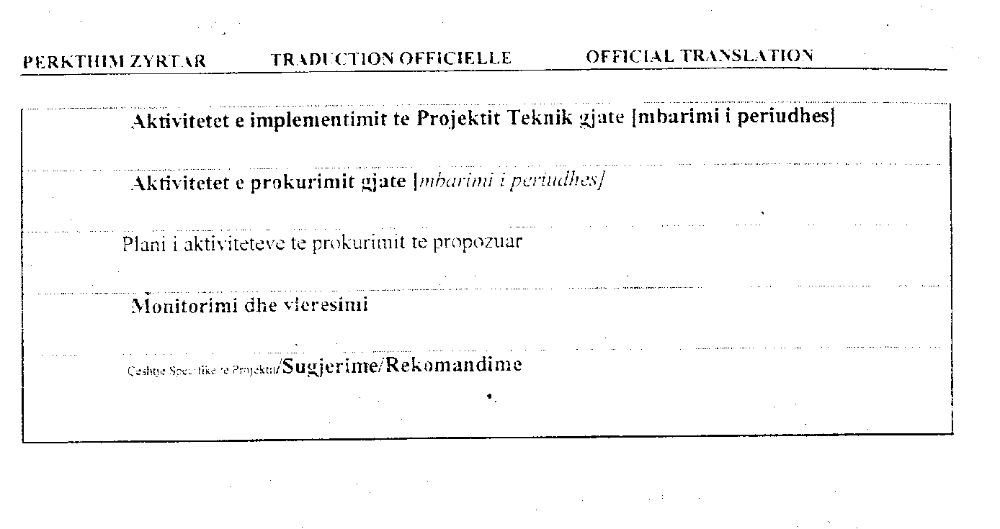 PERKTHIM ZYRTAR TRADUCTION OFFICIELLE OFFICIAL TRANSLATION
Aktivitetet e implementimit te Projektit Teknik gjate [mbarimi i periudhes]
Aktivitetet e prokurimit gjate [mbarimi i periudhes]
Plani i aktiviteteve te prokurimit te propozuar
Monitorimi dhe vleresimi
Çeshtje Specifike te Projektit/Sugjerime/Rekomandime